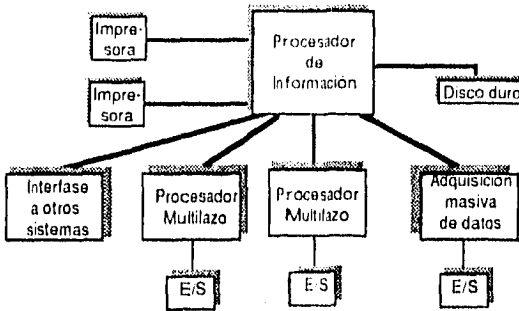 Impre-
sora
Impre-
sora
Procesador
de
Información
Disco duro
Interfase
a otros
sistemas
Procesador
Multilazo
Procesador
Multilazo
Adquisición
masiva
de datos
E/S
E/S
E/S